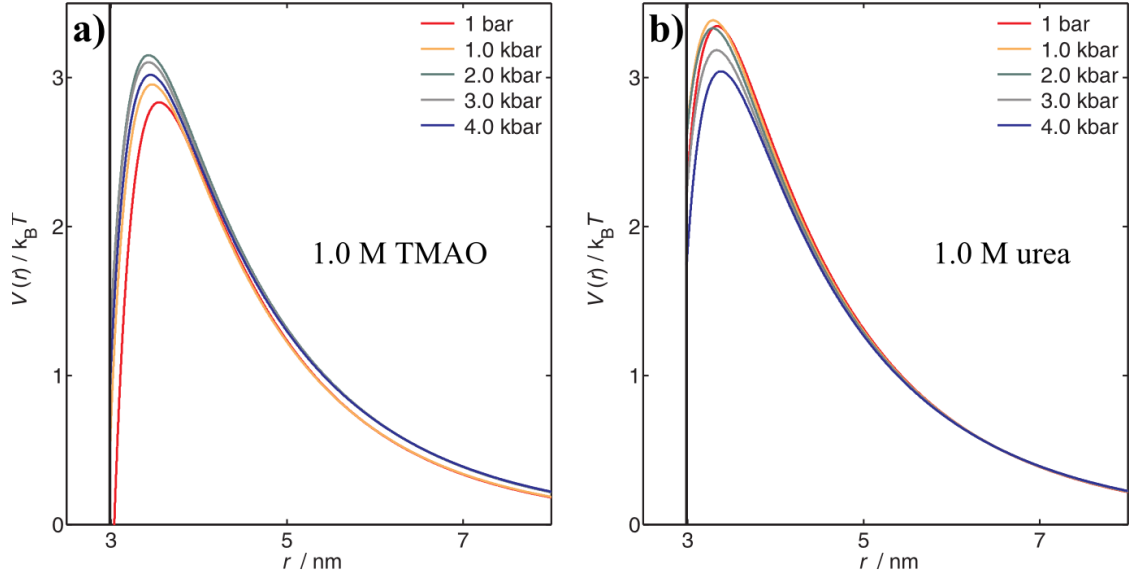 a)
1 bar
1.0 kbar
2.0 kbar
3.0 kbar
4.0 kbar
1.0 M TMAO
V(r) / k_BT
3
2
1
0
3 5 7
r / nm
b)
1 bar
1.0 kbar
2.0 kbar
3.0 kbar
4.0 kbar
1.0 M urea
V(r) / k_BT
3
2
1
0
3 5 7
r / nm